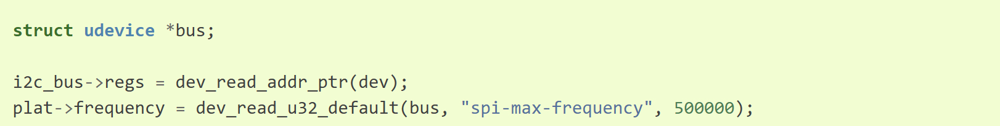 struct udevice *bus;
i2c_bus->regs = dev_read_addr_ptr(dev);
plat->frequency = dev_read_u32_default(bus, "spi-max-frequency", 500000);